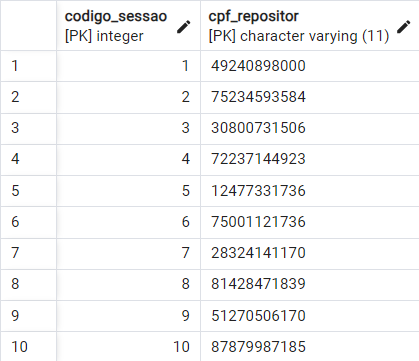 codigo_sessao cpf_repositor
[PK] integer [PK] character varying (11)
1 1 49240898000
2 2 75234593584
3 3 30800731506
4 4 72237144923
5 5 12477331736
6 6 75001121736
7 7 28324141170
8 8 81428471839
9 9 51270506170
10 10 87879987185